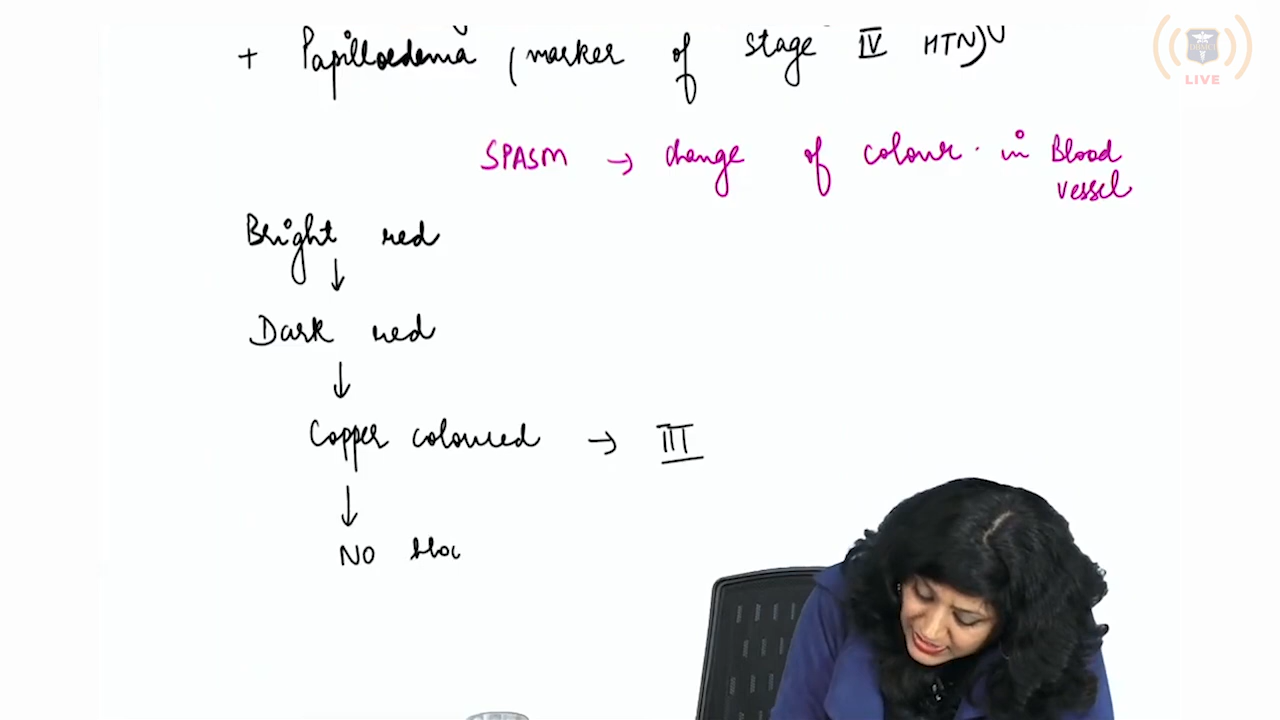 + Papilloedema (marker of stage IV HTN)
SPASM → change of colour in Blood vessel
Bright red
↓
Dark red
↓
Copper coloured → III
↓
NO bloo
LIVE